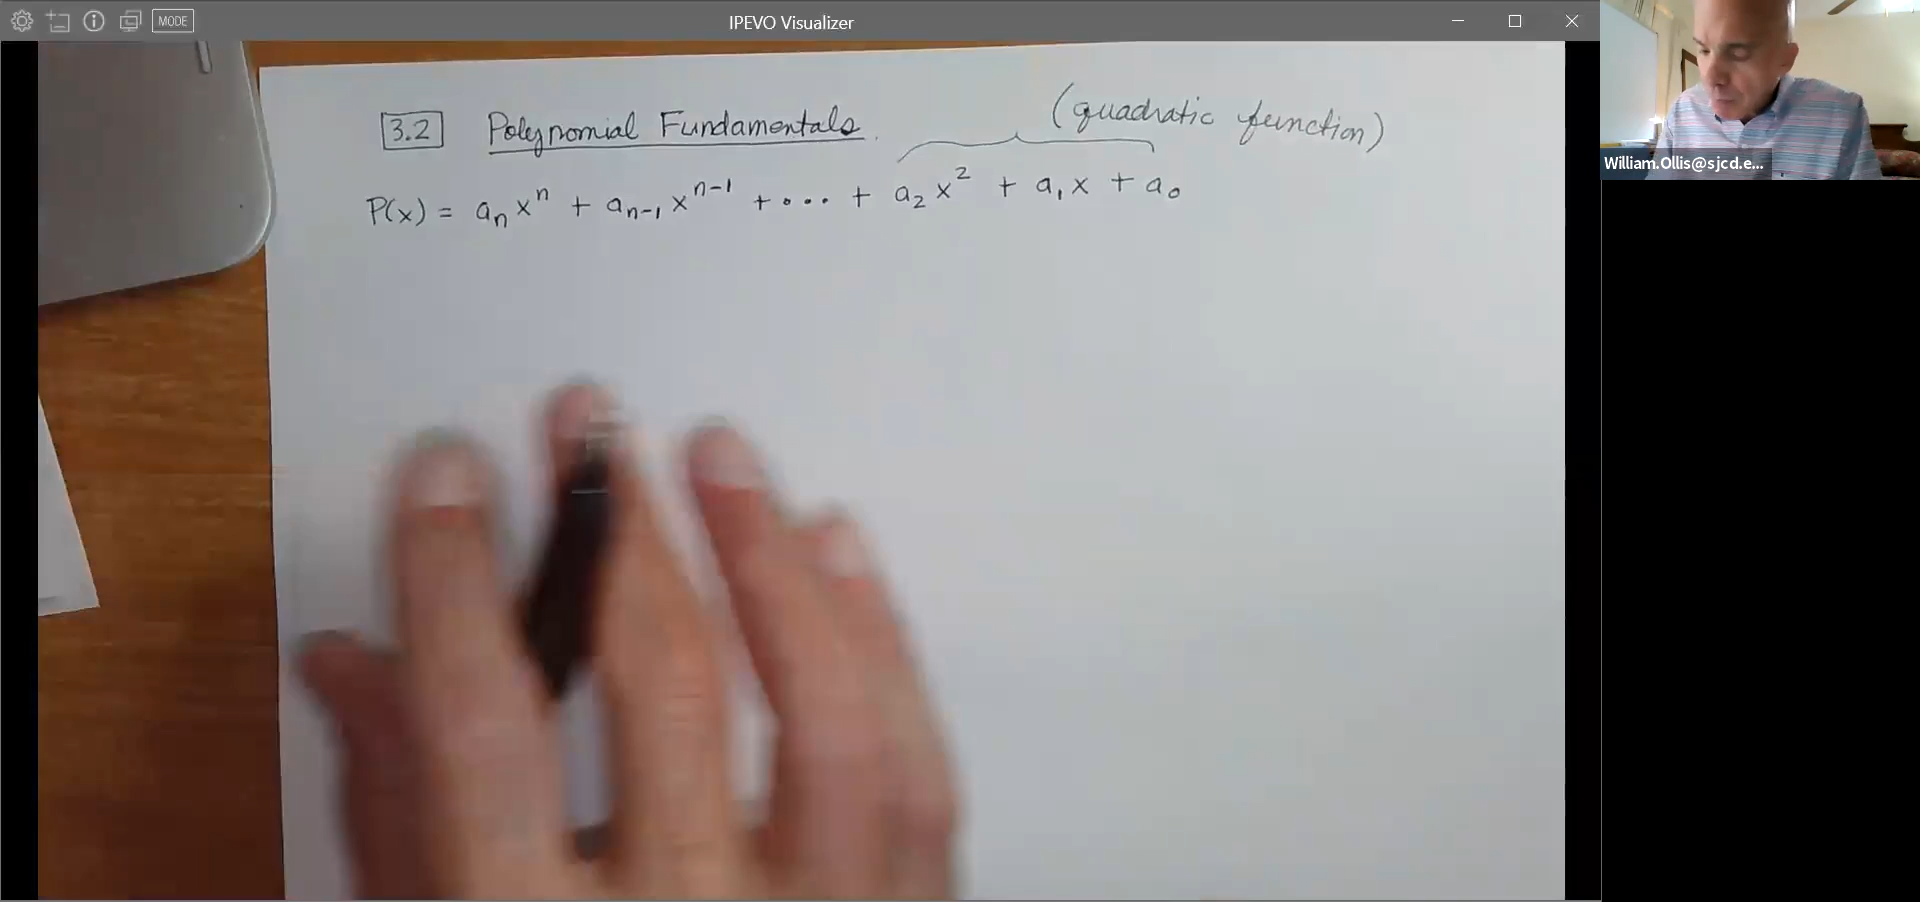 MODE
IPEVO Visualizer
3.2 Polynomial Fundamentals.
(quadratic function)
P(x) = aₙxⁿ + aₙ₋₁xⁿ⁻¹ + ... + a₂x² + a₁x + a₀
William.Ollis@sjcd.e...